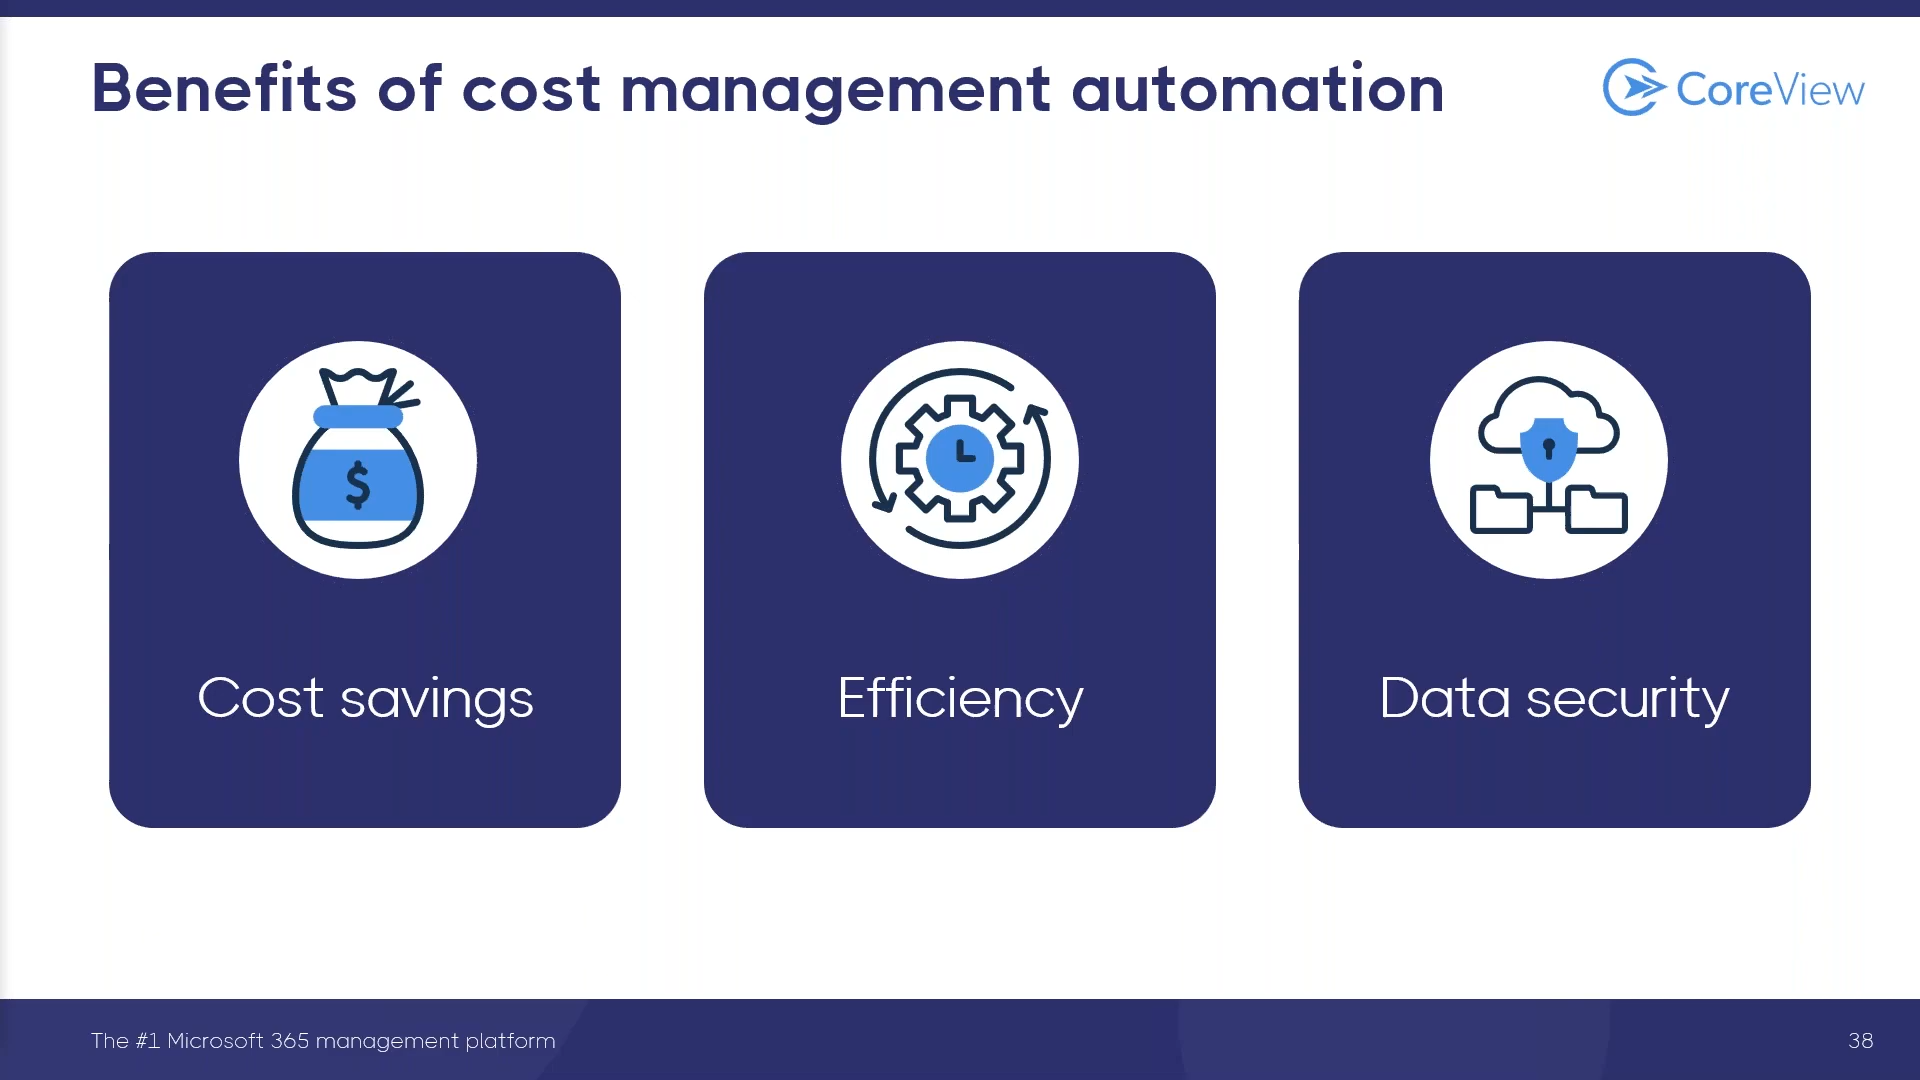 Benefits of cost management automation
CoreView
$
Cost savings
Efficiency
Data security
The #1 Microsoft 365 management platform
38